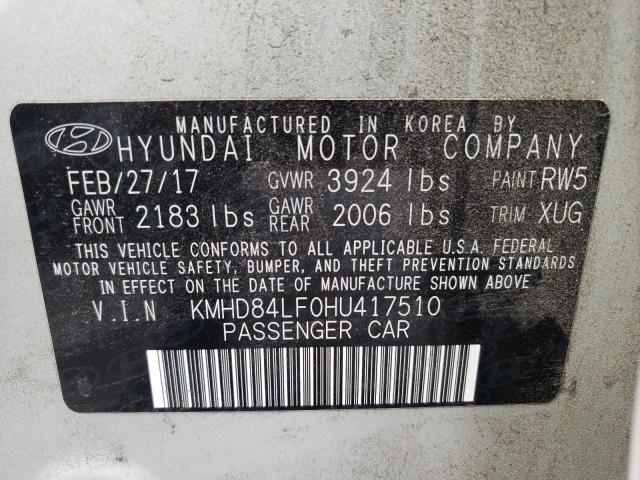 MANUFACTURED IN KOREA BY
HYUNDAI MOTOR COMPANY
FEB/27/17 GVWR 3924 lbs PAINT RW5
GAWR FRONT 2183 lbs GAWR REAR 2006 lbs TRIM XUG
THIS VEHICLE CONFORMS TO ALL APPLICABLE U.S.A. FEDERAL
MOTOR VEHICLE SAFETY, BUMPER, AND THEFT PREVENTION STANDARDS
IN EFFECT ON THE DATE OF MANUFACTURE SHOWN ABOVE
V.I.N KMHD84LF0HU417510
PASSENGER CAR